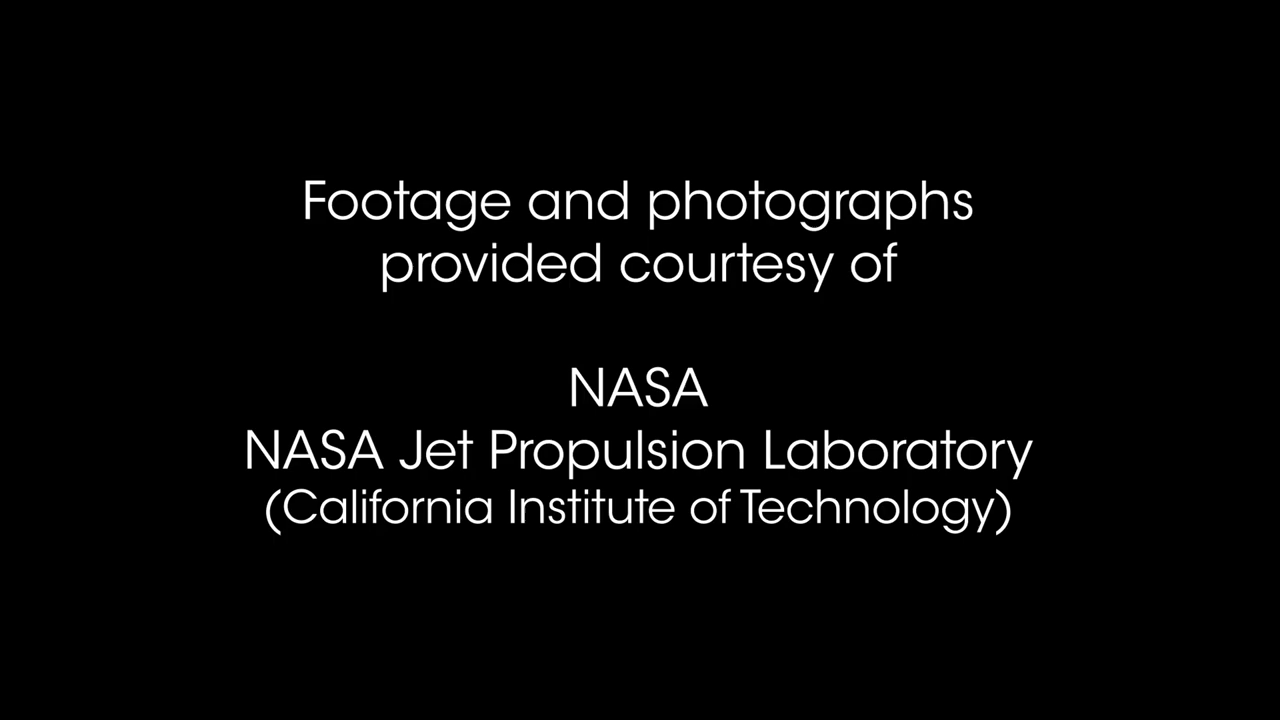 Footage and photographs
provided courtesy of
NASA
NASA Jet Propulsion Laboratory
(California Institute of Technology)